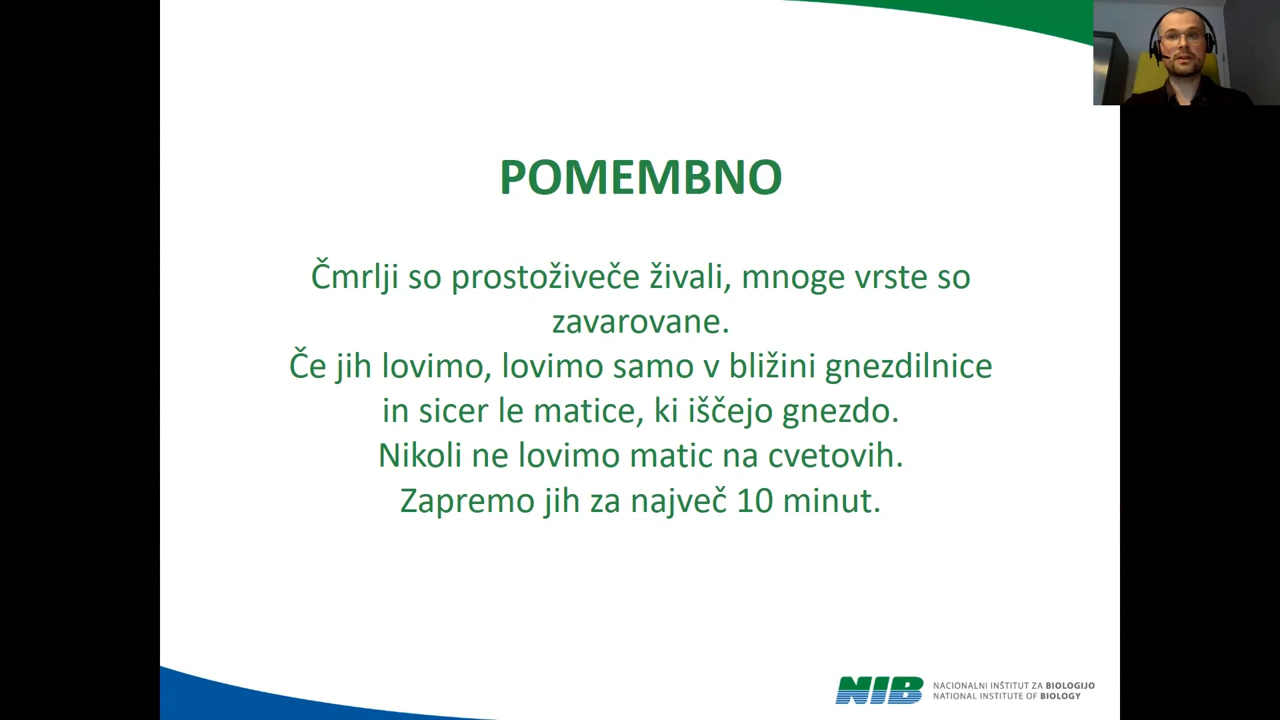 POMEMBNO
Čmrlji so prostoživeče živali, mnoge vrste so
zavarovane.
Če jih lovimo, lovimo samo v bližini gnezdilnice
in sicer le matice, ki iščejo gnezdo.
Nikoli ne lovimo matic na cvetovih.
Zapremo jih za največ 10 minut.
NIB
NACIONALNI INŠTITUT ZA BIOLOGIJO
NATIONAL INSTITUTE OF BIOLOGY